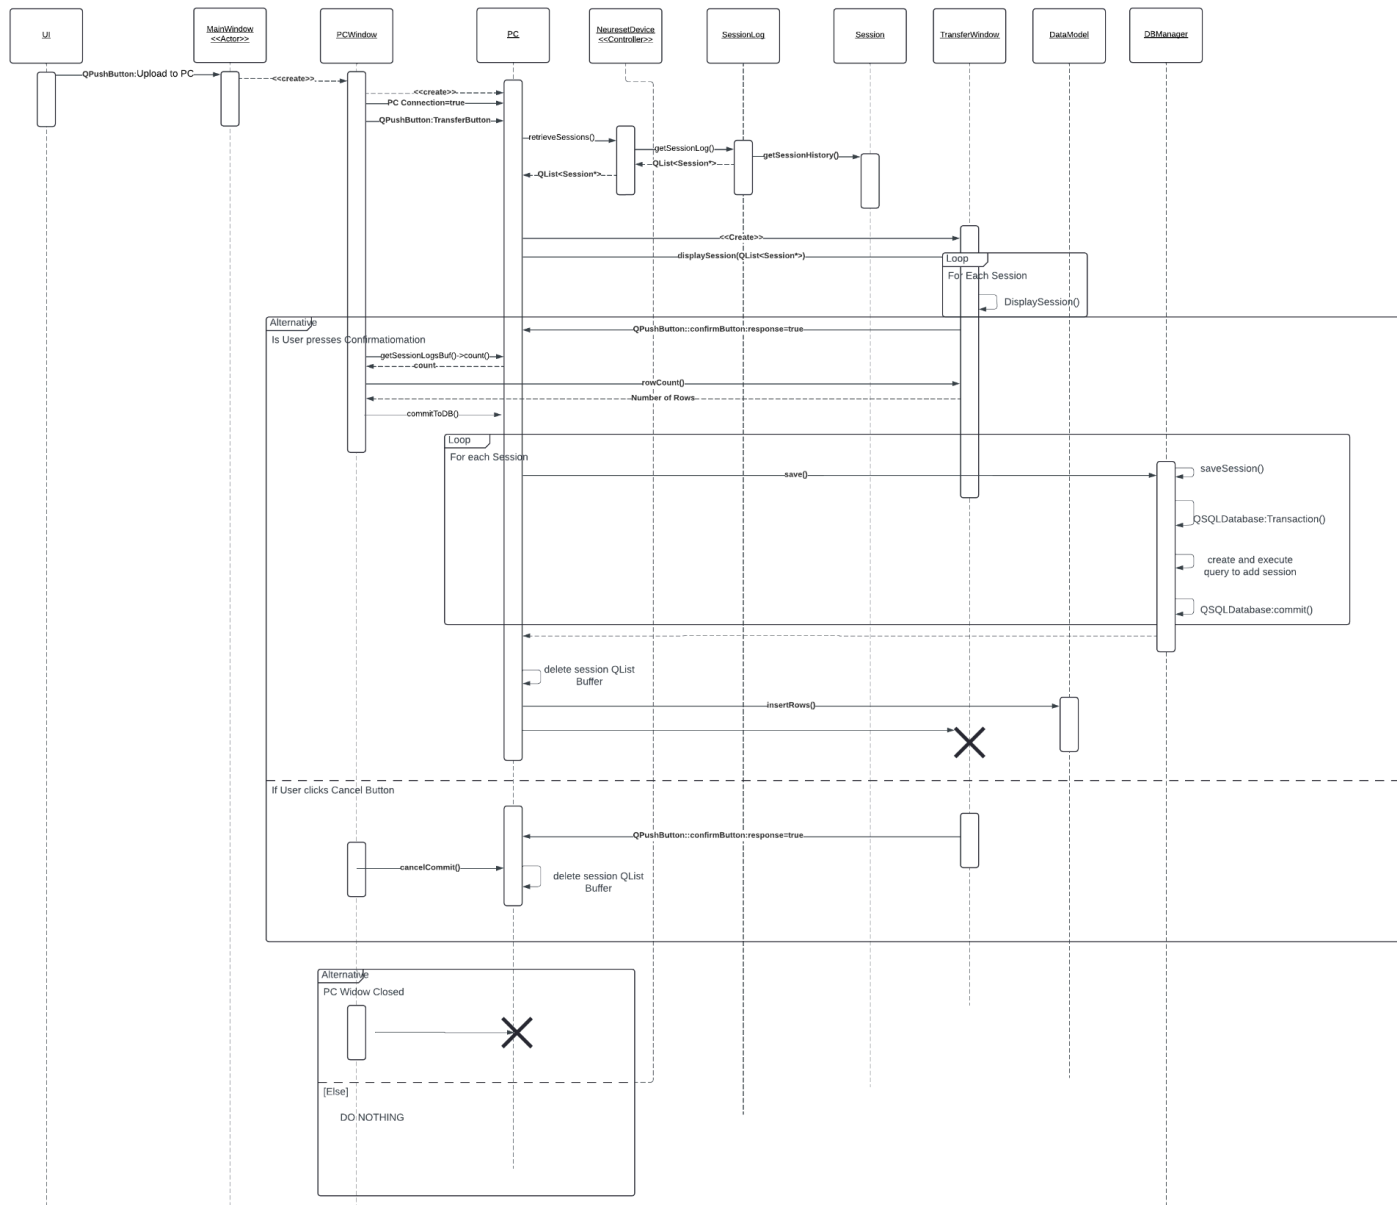 UI
MainWindow
<<Actor>>
PCWindow
PC
NeuresetDevice
<<Controller>>
SessionLog
Session
TransferWindow
DataModel
DBManager
QPushButton:Upload to PC
<<create>>
<<create>>
PC Connection=true
QPushButton:TransferButton
retrieveSessions()
getSessionLog()
getSessionHistory()
QList<Session*>
QList<Session*>
<<Create>>
displaySession(QList<Session*>)
Loop
For Each Session
DisplaySession()
Alternative
Is User presses Confirmatiomation
QPushButton::confirmButton:response=true
getSessionLogsBuf()->count()
count
rowCount()
Number of Rows
commitToDB()
Loop
For each Session
save()
saveSession()
QSQLDatabase:Transaction()
create and execute
query to add session
QSQLDatabase:commit()
delete session QList
Buffer
insertRows()
If User clicks Cancel Button
QPushButton::confirmButton:response=true
cancelCommit()
delete session QList
Buffer
Alternative
PC Widow Closed
[Else]
DO NOTHING